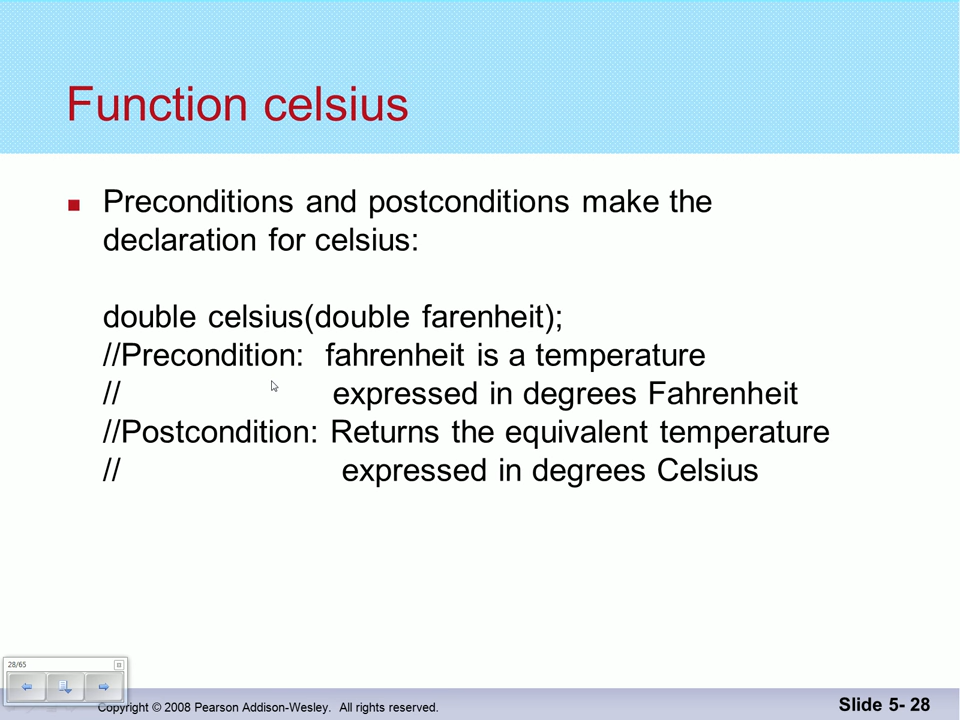 Function celsius
Preconditions and postconditions make the
declaration for celsius:
double celsius(double farenheit);
//Precondition: fahrenheit is a temperature
// expressed in degrees Fahrenheit
//Postcondition: Returns the equivalent temperature
// expressed in degrees Celsius
28/65
Copyright © 2008 Pearson Addison-Wesley. All rights reserved.
Slide 5- 28